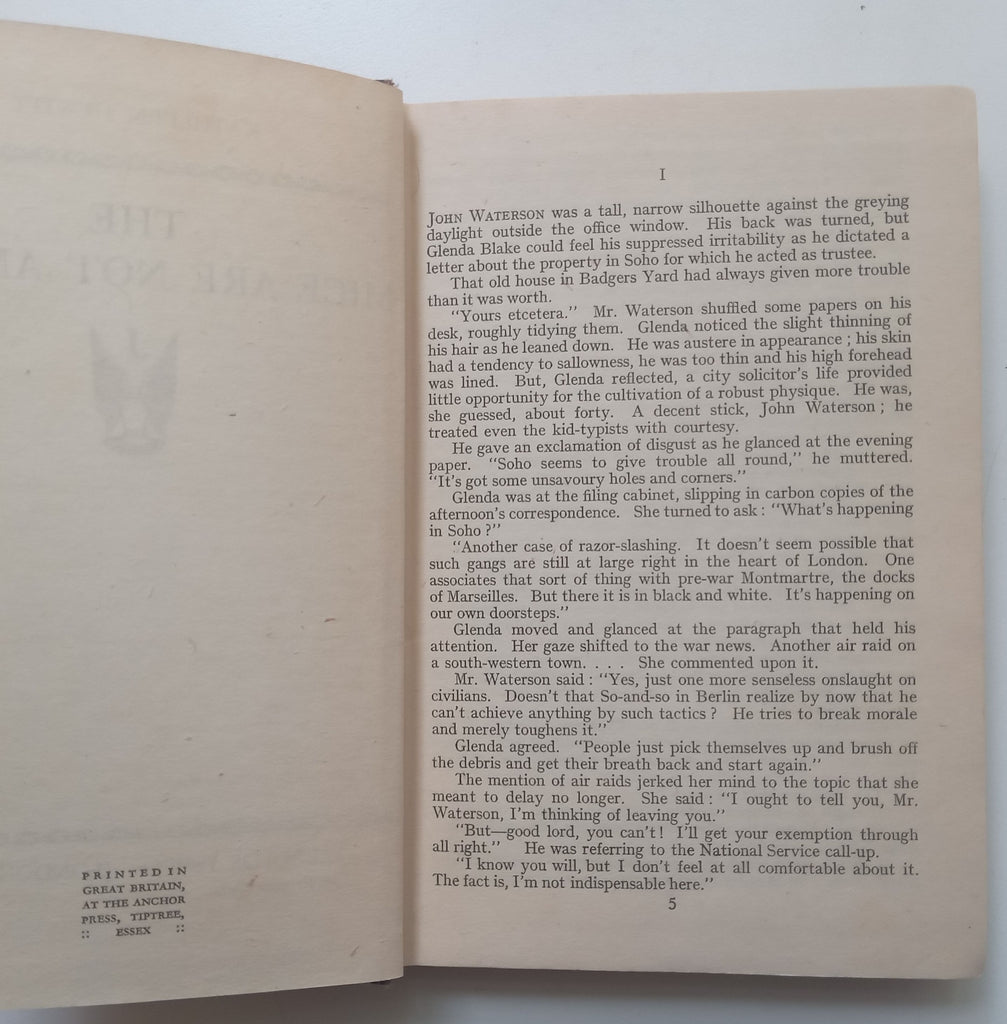 PRINTED IN
GREAT BRITAIN,
AT THE ANCHOR
PRESS, TIPTREE,
:: ESSEX ::
I
JOHN WATERSON was a tall, narrow silhouette against the greying
daylight outside the office window. His back was turned, but
Glenda Blake could feel his suppressed irritability as he dictated a
letter about the property in Soho for which he acted as trustee.
That old house in Badgers Yard had always given more trouble
than it was worth.
"Yours etcetera." Mr. Waterson shuffled some papers on his
desk, roughly tidying them. Glenda noticed the slight thinning of
his hair as he leaned down. He was austere in appearance ; his skin
had a tendency to sallowness, he was too thin and his high forehead
was lined. But, Glenda reflected, a city solicitor's life provided
little opportunity for the cultivation of a robust physique. He was,
she guessed, about forty. A decent stick, John Waterson ; he
treated even the kid-typists with courtesy.
He gave an exclamation of disgust as he glanced at the evening
paper. "Soho seems to give trouble all round," he muttered.
"It's got some unsavoury holes and corners."
Glenda was at the filing cabinet, slipping in carbon copies of the
afternoon's correspondence. She turned to ask : "What's happening
in Soho ?"
"Another case of razor-slashing. It doesn't seem possible that
such gangs are still at large right in the heart of London. One
associates that sort of thing with pre-war Montmartre, the docks
of Marseilles. But there it is in black and white. It's happening on
our own doorsteps."
Glenda moved and glanced at the paragraph that held his
attention. Her gaze shifted to the war news. Another air raid on
a south-western town. . . . She commented upon it.
Mr. Waterson said : "Yes, just one more senseless onslaught on
civilians. Doesn't that So-and-so in Berlin realize by now that he
can't achieve anything by such tactics ? He tries to break morale
and merely toughens it."
Glenda agreed. "People just pick themselves up and brush off
the debris and get their breath back and start again."
The mention of air raids jerked her mind to the topic that she
meant to delay no longer. She said : "I ought to tell you, Mr.
Waterson, I'm thinking of leaving you."
"But—good lord, you can't ! I'll get your exemption through
all right." He was referring to the National Service call-up.
"I know you will, but I don't feel at all comfortable about it.
The fact is, I'm not indispensable here."
5